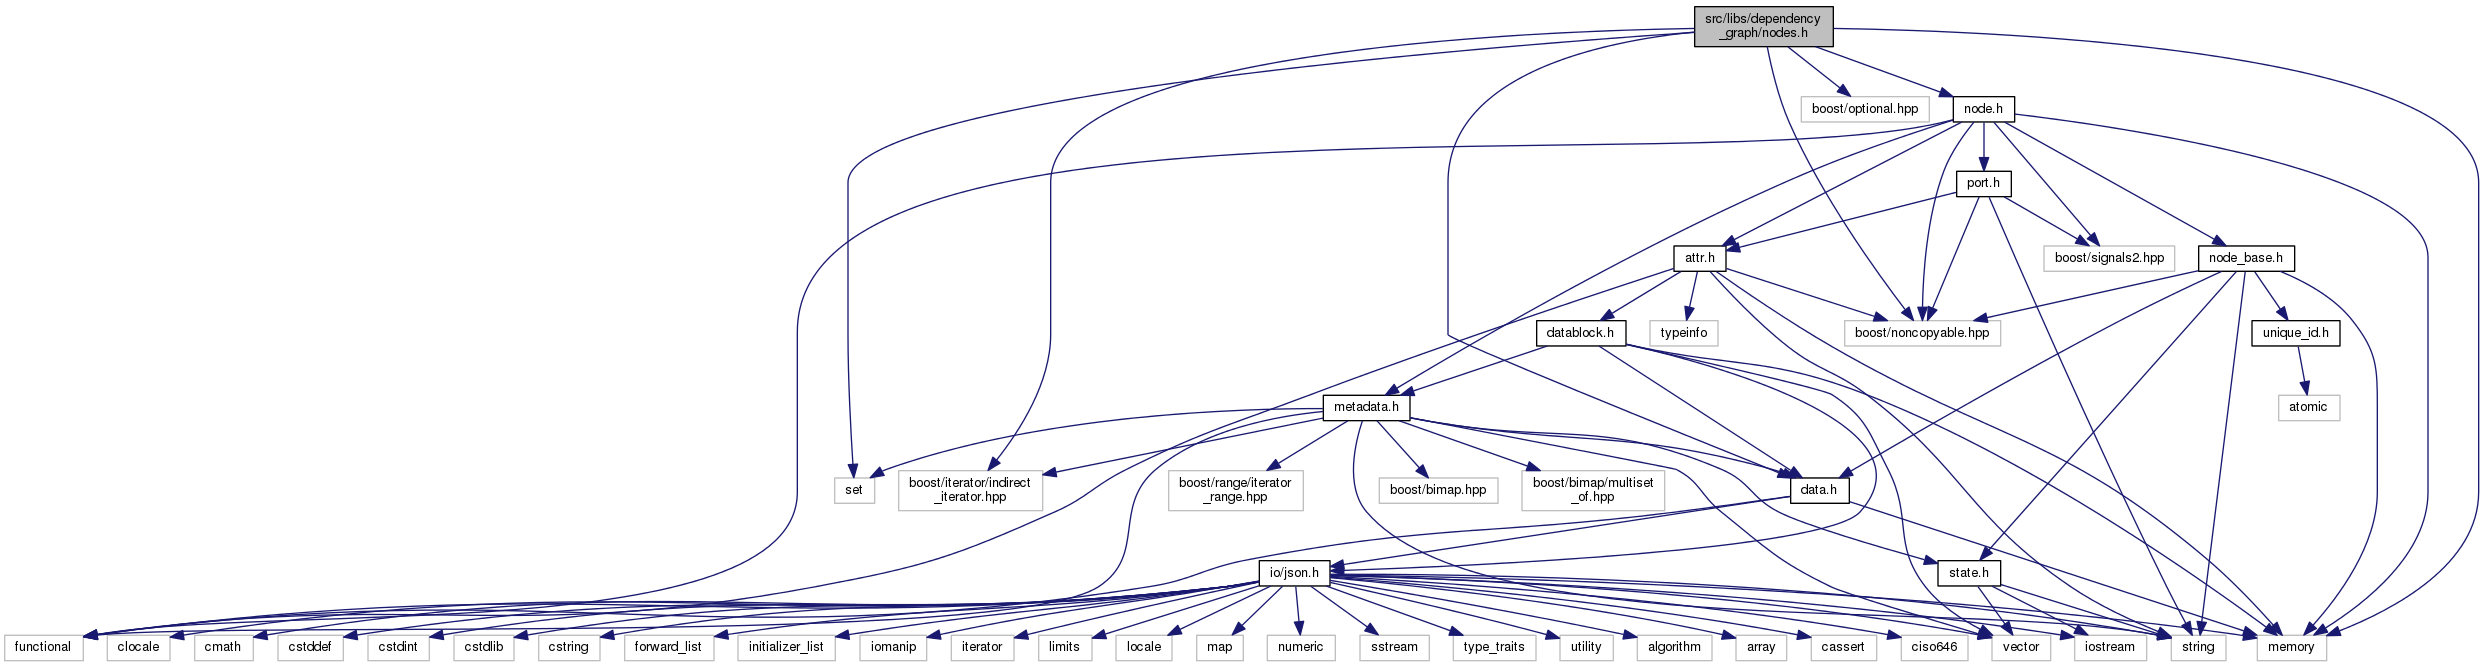 src/libs/dependency
_graph/nodes.h
boost/optional.hpp
node.h
port.h
attr.h
boost/signals2.hpp
node_base.h
datablock.h
typeinfo
boost/noncopyable.hpp
unique_id.h
metadata.h
atomic
set
boost/iterator/indirect
_iterator.hpp
boost/range/iterator
_range.hpp
boost/bimap.hpp
boost/bimap/multiset
_of.hpp
data.h
io/json.h
state.h
functional
clocale
cmath
cstddef
cstdint
cstdlib
cstring
forward_list
initializer_list
iomanip
iterator
limits
locale
map
numeric
sstream
type_traits
utility
algorithm
array
cassert
ciso646
vector
iostream
string
memory